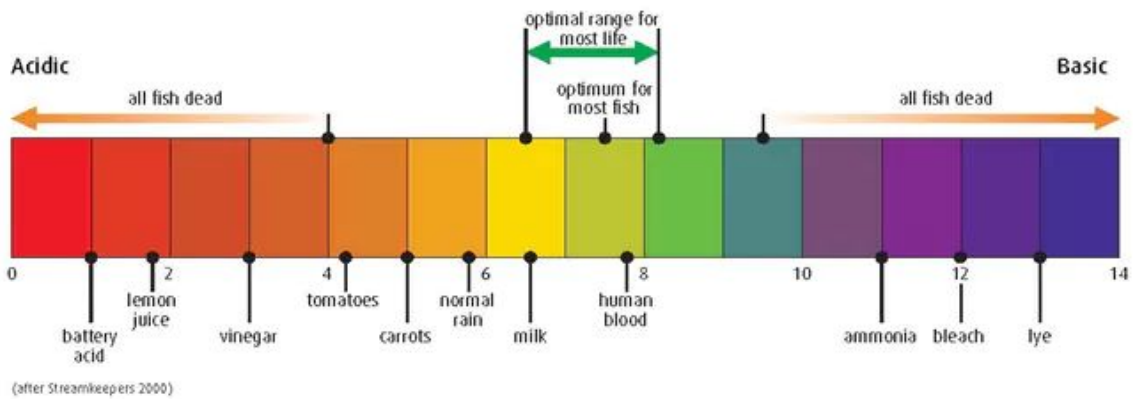 optimal range for
most life
Acidic
Basic
all fish dead
optimum for
most fish
all fish dead
0
2
4
6
8
10
12
14
lemon
juice
tomatoes
normal
rain
human
blood
battery
acid
vinegar
carrots
milk
ammonia
bleach
lye
(after Streamkeepers 2000)